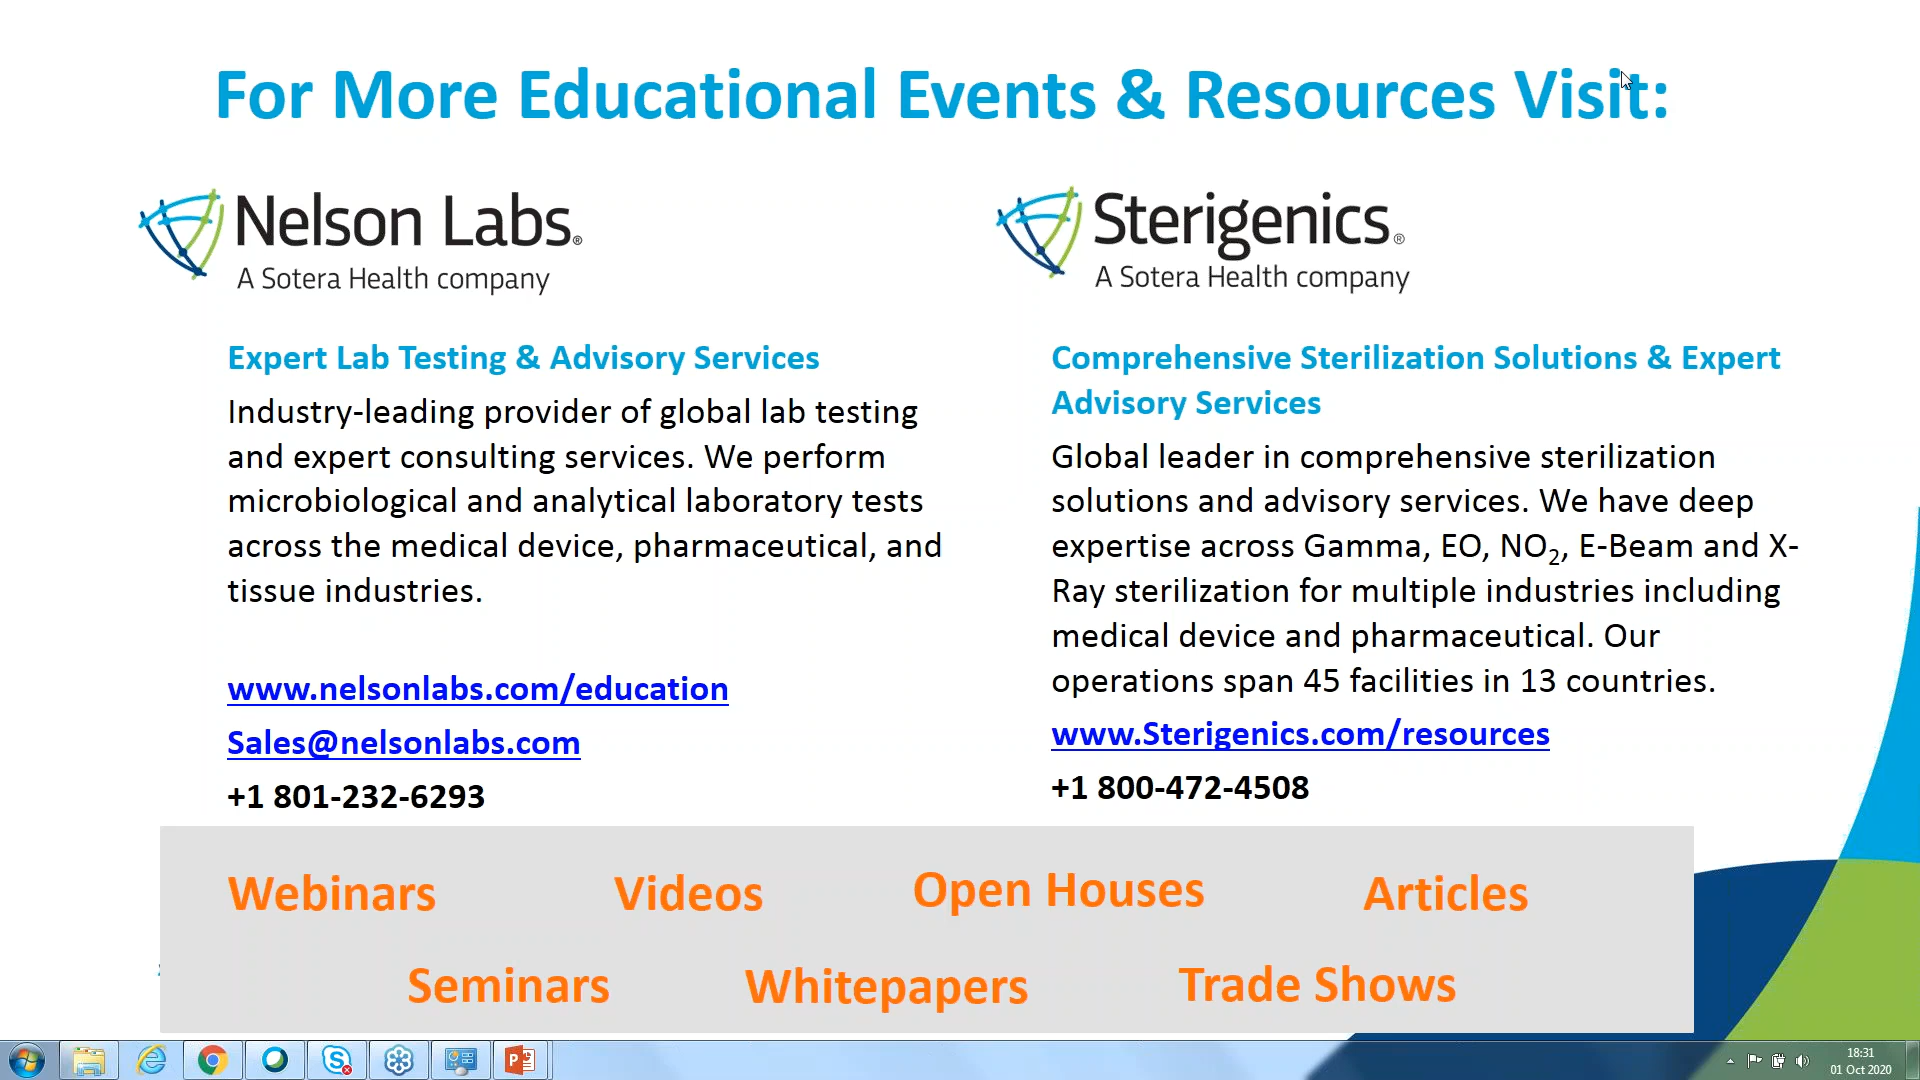 For More Educational Events & Resources Visit:
Nelson Labs®
A Sotera Health company
Expert Lab Testing & Advisory Services
Industry-leading provider of global lab testing
and expert consulting services. We perform
microbiological and analytical laboratory tests
across the medical device, pharmaceutical, and
tissue industries.
www.nelsonlabs.com/education
Sales@nelsonlabs.com
+1 801-232-6293
Sterigenics®
A Sotera Health company
Comprehensive Sterilization Solutions & Expert
Advisory Services
Global leader in comprehensive sterilization
solutions and advisory services. We have deep
expertise across Gamma, EO, NO₂, E-Beam and X-
Ray sterilization for multiple industries including
medical device and pharmaceutical. Our
operations span 45 facilities in 13 countries.
www.Sterigenics.com/resources
+1 800-472-4508
Webinars Videos Open Houses Articles
Seminars Whitepapers Trade Shows
18:31
01 Oct 2020